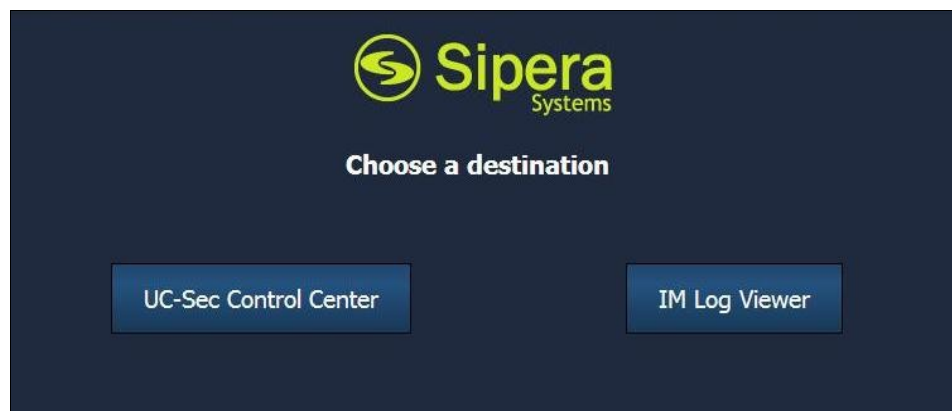 Sipera
Systems
Choose a destination
UC-Sec Control Center
IM Log Viewer